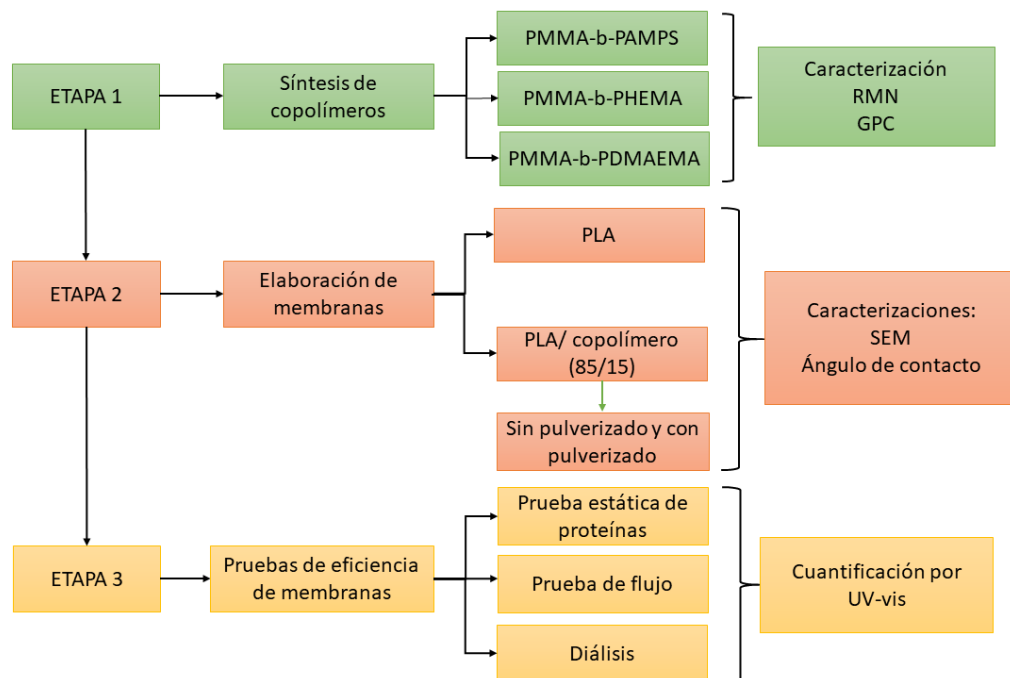 ETAPA 1
Síntesis de
copolímeros
PMMA-b-PAMPS
PMMA-b-PHEMA
PMMA-b-PDMAEMA
Caracterización
RMN
GPC
ETAPA 2
Elaboración de
membranas
PLA
PLA/ copolímero
(85/15)
Sin pulverizado y con
pulverizado
Caracterizaciones:
SEM
Ángulo de contacto
ETAPA 3
Pruebas de eficiencia
de membranas
Prueba estática de
proteínas
Prueba de flujo
Diálisis
Cuantificación por
UV-vis